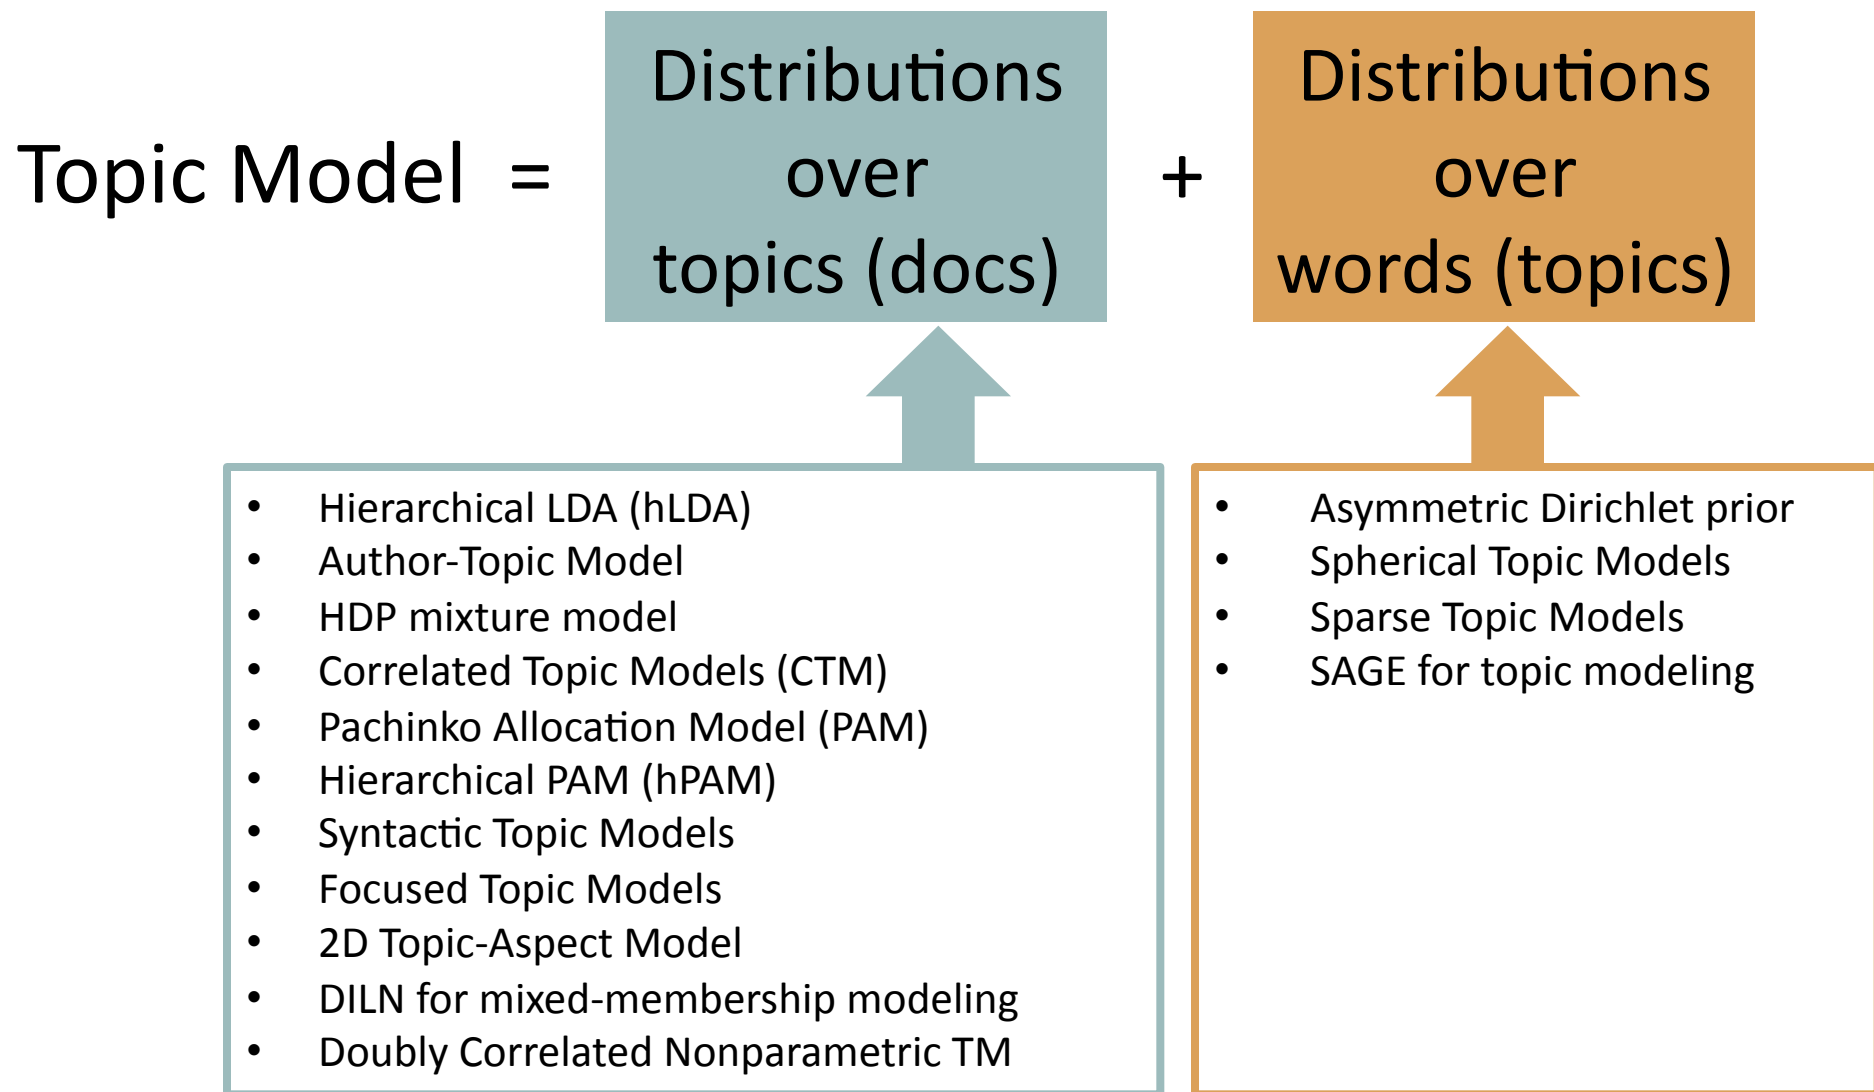 Topic Model =
Distributions
over
topics (docs)
+
Distributions
over
words (topics)
• Hierarchical LDA (hLDA)
• Author-Topic Model
• HDP mixture model
• Correlated Topic Models (CTM)
• Pachinko Allocation Model (PAM)
• Hierarchical PAM (hPAM)
• Syntactic Topic Models
• Focused Topic Models
• 2D Topic-Aspect Model
• DILN for mixed-membership modeling
• Doubly Correlated Nonparametric TM
• Asymmetric Dirichlet prior
• Spherical Topic Models
• Sparse Topic Models
• SAGE for topic modeling